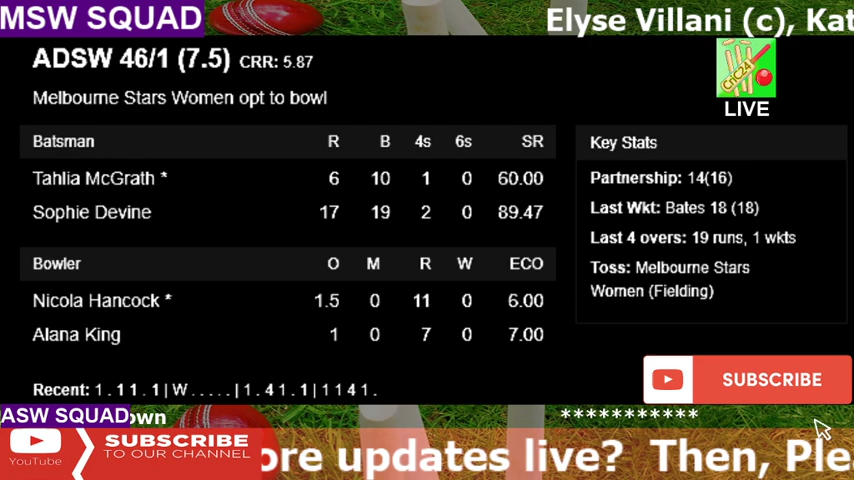 MSW SQUAD
Elyse Villani (c), Kat
ADSW 46/1 (7.5) CRR: 5.87
Melbourne Stars Women opt to bowl
CriC24
LIVE
Batsman R B 4s 6s SR
Tahlia McGrath * 6 10 1 0 60.00
Sophie Devine 17 19 2 0 89.47
Bowler O M R W ECO
Nicola Hancock * 1.5 0 11 0 6.00
Alana King 1 0 7 0 7.00
Key Stats
Partnership: 14(16)
Last Wkt: Bates 18 (18)
Last 4 overs: 19 runs, 1 wkts
Toss: Melbourne Stars
Women (Fielding)
Recent: 1 . 1 1 . 1 | W . . . . . | 1 . 4 1 . 1 | 1 1 4 1 .
SUBSCRIBE
ASW SQUAD own
***********
YouTube
SUBSCRIBE
TO OUR CHANNEL
ore updates live? Then, Ple